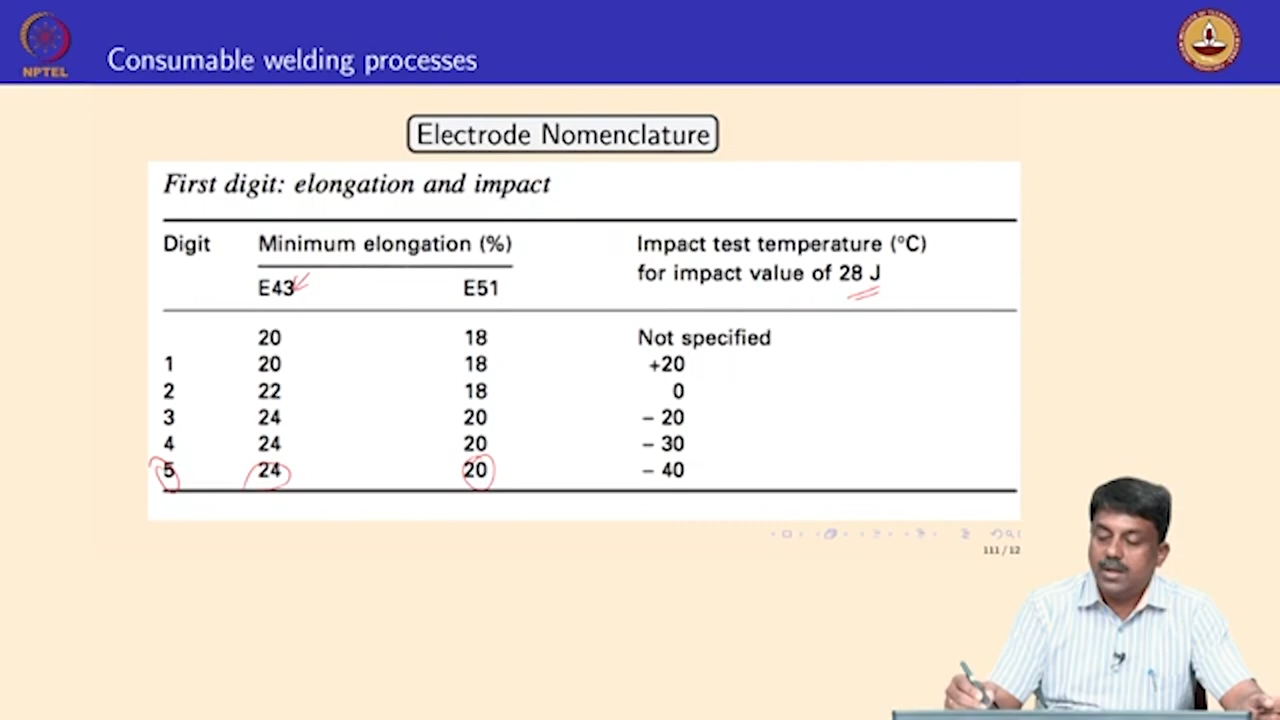 NPTEL
Consumable welding processes
Electrode Nomenclature
First digit: elongation and impact
Digit Minimum elongation (%) Impact test temperature (°C)
for impact value of 28 J
E43 E51
20 18 Not specified
1 20 18 +20
2 22 18 0
3 24 20 – 20
4 24 20 – 30
5 24 20 – 40
111 / 12